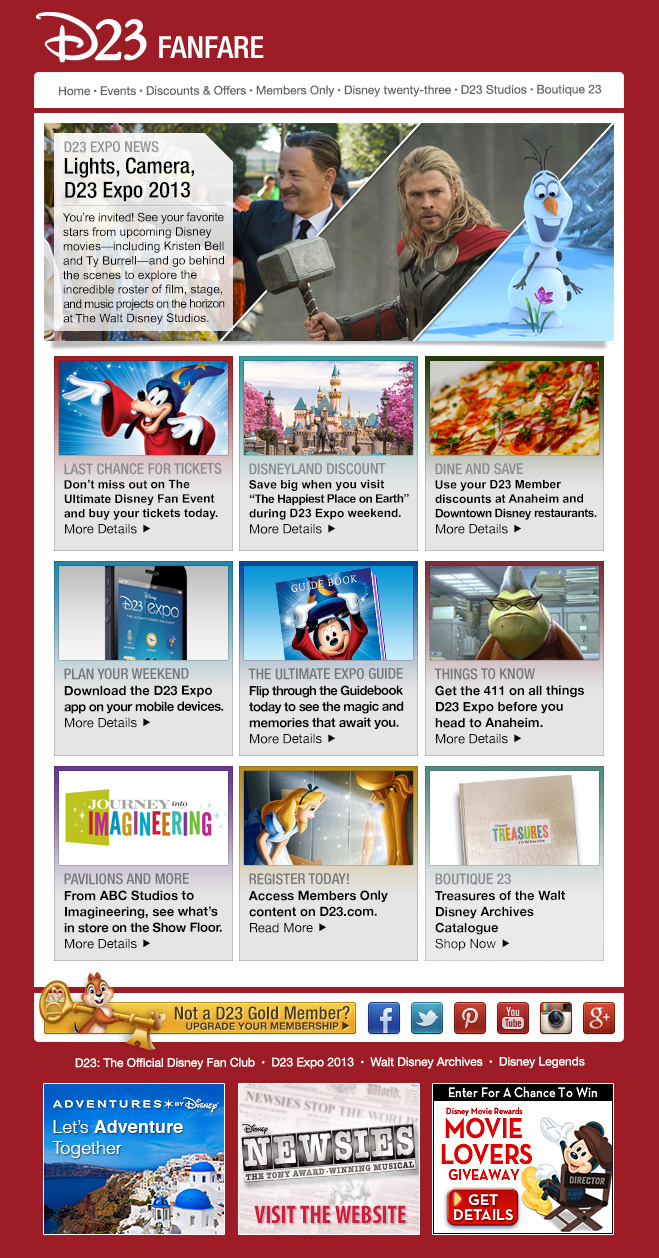 D23 FANFARE
Home • Events • Discounts & Offers • Members Only • Disney twenty-three • D23 Studios • Boutique 23
D23 EXPO NEWS
Lights, Camera,
D23 Expo 2013
You're invited! See your favorite
stars from upcoming Disney
movies—including Kristen Bell
and Ty Burrell—and go behind
the scenes to explore the
incredible roster of film, stage,
and music projects on the horizon
at The Walt Disney Studios.
LAST CHANCE FOR TICKETS
Don't miss out on The
Ultimate Disney Fan Event
and buy your tickets today.
More Details ►
DISNEYLAND DISCOUNT
Save big when you visit
“The Happiest Place on Earth”
during D23 Expo weekend.
More Details ►
DINE AND SAVE
Use your D23 Member
discounts at Anaheim and
Downtown Disney restaurants.
More Details ►
Disney
D23 expo
THE ULTIMATE DISNEY FAN EVENT
PLAN YOUR WEEKEND
Download the D23 Expo
app on your mobile devices.
More Details ►
GUIDE BOOK
THE ULTIMATE EXPO GUIDE
Flip through the Guidebook
today to see the magic and
memories that await you.
More Details ►
THINGS TO KNOW
Get the 411 on all things
D23 Expo before you
head to Anaheim.
More Details ►
JOURNEY into
IMAGINEERING
PAVILIONS AND MORE
From ABC Studios to
Imagineering, see what's
in store on the Show Floor.
More Details ►
REGISTER TODAY!
Access Members Only
content on D23.com.
Read More ►
TREASURES
BOUTIQUE 23
Treasures of the Walt
Disney Archives
Catalogue
Shop Now ►
D23
Not a D23 Gold Member?
UPGRADE YOUR MEMBERSHIP ►
f
You
Tube
g+
D23: The Official Disney Fan Club • D23 Expo 2013 • Walt Disney Archives • Disney Legends
ADVENTURES BY Disney
Let's Adventure
Together
World.
NEWSIES STOP THE WORLD
Disney
NEWSIES
THE TONY AWARD-WINNING MUSICAL
VISIT THE WEBSITE
Enter For A Chance To Win
Disney Movie Rewards
MOVIE
LOVERS
GIVEAWAY
GET
DETAILS
DIRECTOR